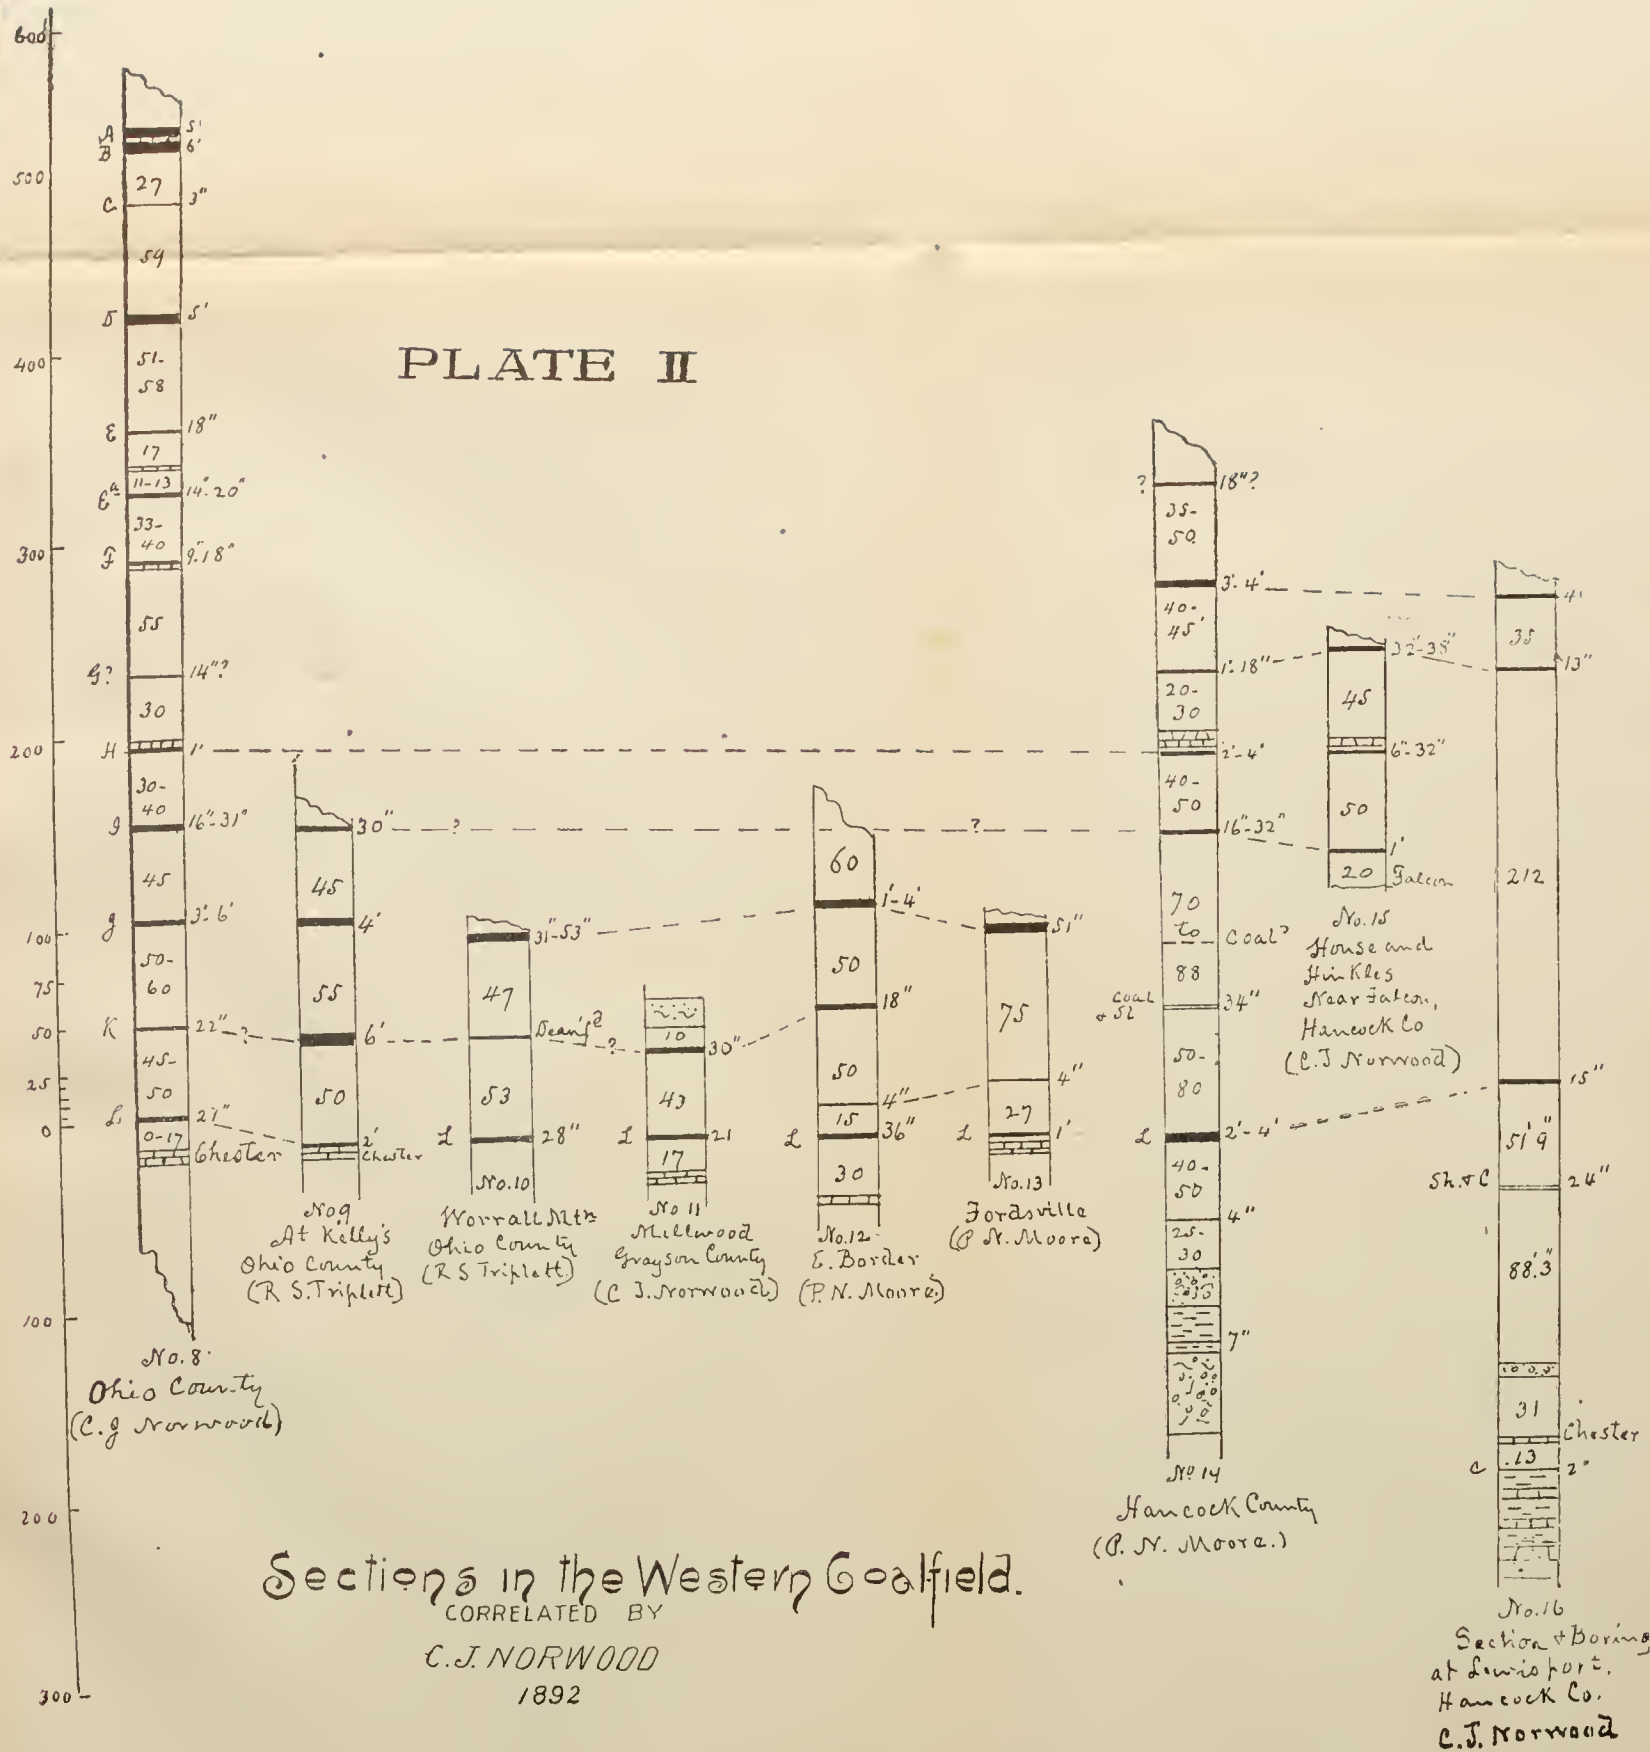 PLATE II
600
500
400
300
200
100
75
50
25
0
100
200
300
A 5'
B 6'
27
C 3"
59
D 5'
51-
58
E 18"
17
11-13
Eª 14"-20"
33-
40
F 9"-18"
55
G? 14"?
30
H 1'
30-
40
I 16"-31"
45
J 3'-6'
50-
60
K 22" ?
45-
50
L 27"
0-17
Chester
No. 8
Ohio County
(C. J Norwood)
30" ? ?
45
4'
55
6'
50
2'
Chester
No 9
At Kelly's
Ohio County
(R S. Triplett)
31"-53"
47
Dean's? ?
53
L 28"
No. 10
Worrall Mtn
Ohio County
(R S Triplett)
10
30"
43
L 21
17
No 11
Millwood
Grayson County
(C J. Norwood)
60
1'-4'
50
18"
50
4"
15
L 36"
30
No. 12
E. Border
(P. N. Moore)
51"
75
4"
27
L 1'
No. 13
Fordsville
(P. N. Moore)
? 18"?
35-
50
3'-4'
40-
45'
1'-18"
20-
30
2'-4'
40-
50
16"-32"
70
to Coal?
88
Coal
+ Sl 34"
50-
80
L 2'-4'
40-
50
4"
25-
30
7"
No 14
Hancock County
(P. N. Moore.)
32"-38"
45
6"-32"
50
1'
20 Falcon
No. 15
House and
Hinkles
Near Falcon,
Hancock Co
(C. J Norwood)
4'
35
13"
212
15"
51' 9"
Sh. & C 24"
88'.3"
31
Chester
13
C 2"
No. 16
Section & Boring
at Lewisport,
Hancock Co.
C. J. Norwood
Sections in the Western Coalfield.
CORRELATED BY
C. J. NORWOOD
1892